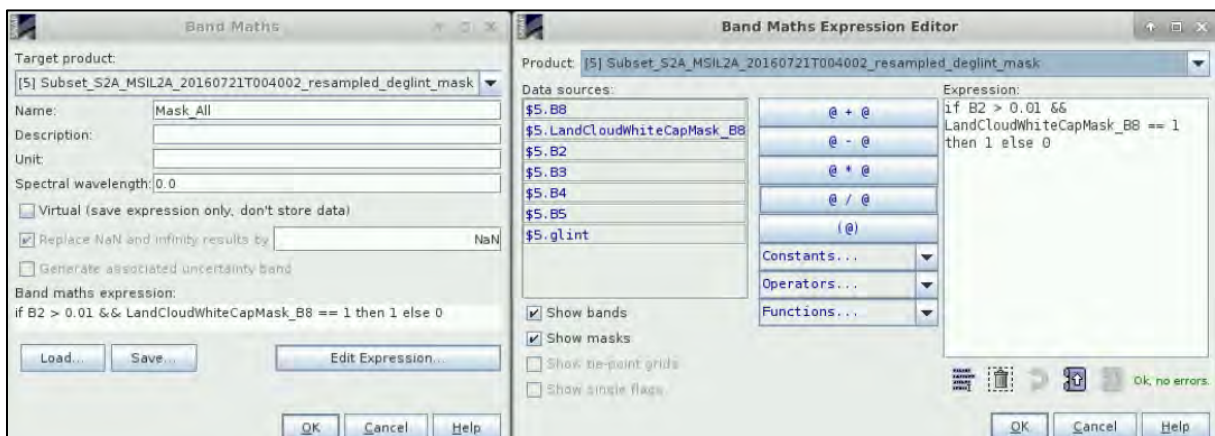 Band Maths
Target product:
[5] Subset_S2A_MSIL2A_20160721T004002_resampled_deglint_mask
Name:
Mask_All
Description:
Unit:
Spectral wavelength:
0.0
Virtual (save expression only, don't store data)
Replace NaN and infinity results by
NaN
Generate associated uncertainty band
Band maths expression:
if B2 > 0.01 && LandCloudWhiteCapMask_B8 == 1 then 1 else 0
Load...
Save...
Edit Expression...
OK
Cancel
Help
Band Maths Expression Editor
Product: [5] Subset_S2A_MSIL2A_20160721T004002_resampled_deglint_mask
Data sources:
$5.B8
$5.LandCloudWhiteCapMask_B8
$5.B2
$5.B3
$5.B4
$5.B5
$5.glint
@ + @
@ - @
@ * @
@ / @
(@)
Constants...
Operators...
Functions...
Expression:
if B2 > 0.01 &&
LandCloudWhiteCapMask_B8 == 1
then 1 else 0
Show bands
Show masks
Show tie-point grids
Show single flags
Ok, no errors.
OK
Cancel
Help